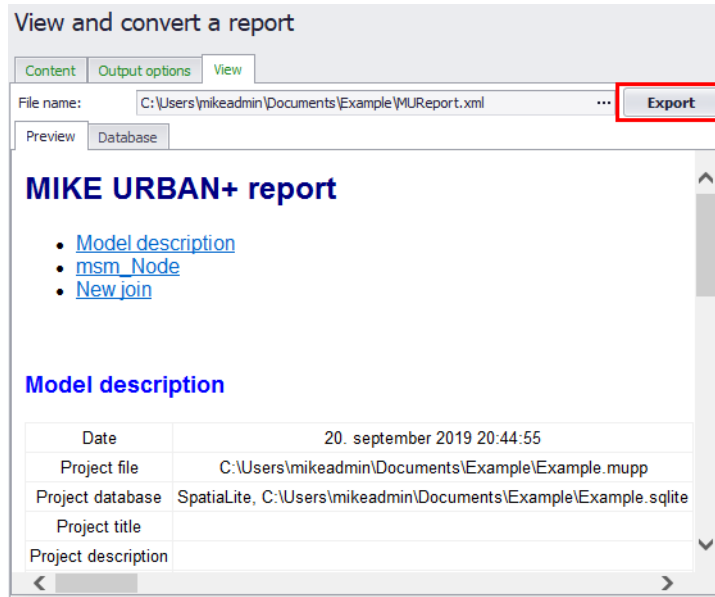 View and convert a report
Content Output options View
File name: C:\Users\mikeadmin\Documents\Example\MUReport.xml ... Export
Preview Database
MIKE URBAN+ report
• Model description
• msm_Node
• New join
Model description
Date 20. september 2019 20:44:55
Project file C:\Users\mikeadmin\Documents\Example\Example.mupp
Project database SpatiaLite, C:\Users\mikeadmin\Documents\Example\Example.sqlite
Project title
Project description